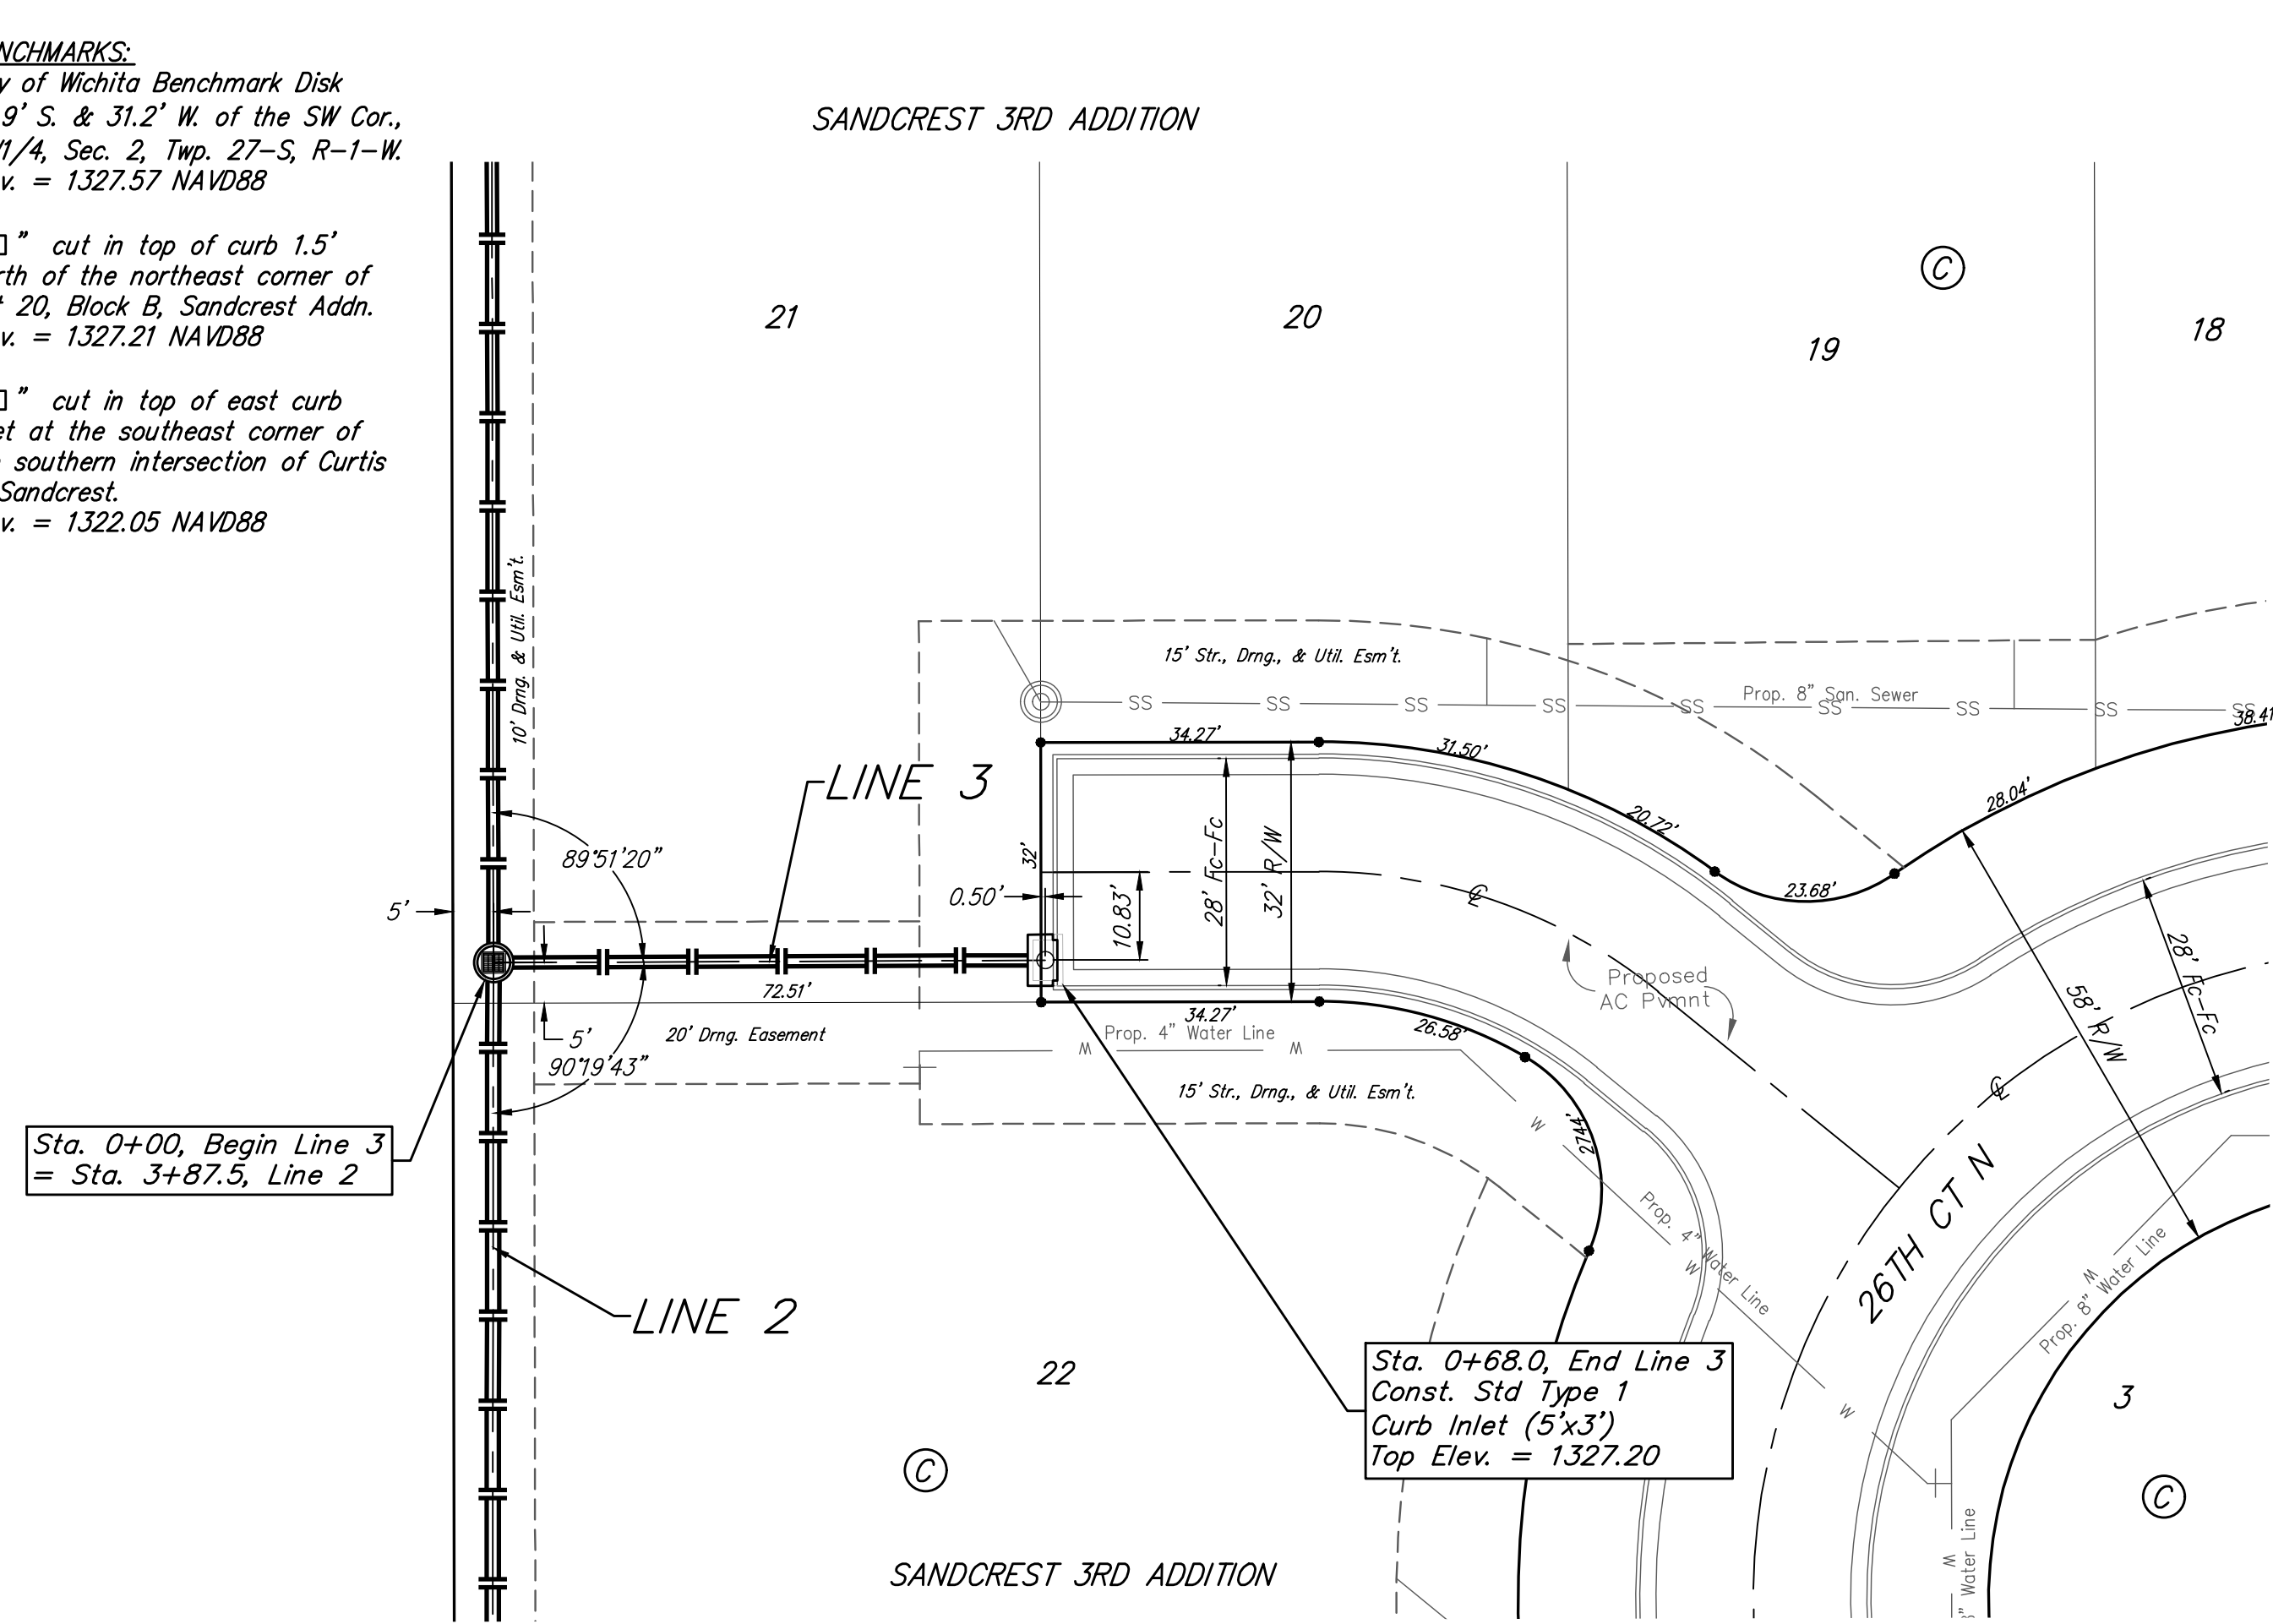 NCHMARKS:
y of Wichita Benchmark Disk
9' S. & 31.2' W. of the SW Cor.,
1/4, Sec. 2, Twp. 27-S, R-1-W.
v. = 1327.57 NAVD88
□" cut in top of curb 1.5'
rth of the northeast corner of
t 20, Block B, Sandcrest Addn.
v. = 1327.21 NAVD88
□" cut in top of east curb
et at the southeast corner of
southern intersection of Curtis
Sandcrest.
v. = 1322.05 NAVD88
SANDCREST 3RD ADDITION
21
20
19
18
C
10' Drng. & Util. Esm't.
15' Str., Drng., & Util. Esm't.
SS SS SS SS SS SS SS SS SS
Prop. 8" San. Sewer
38.41
34.27'
31.50'
20.72'
23.68'
28.04'
LINE 3
89°51'20"
32'
0.50'
10.83'
28' Fc-Fc
32' R/W
℄
5'
72.51'
Proposed
AC Pvmnt
28' Fc-Fc
58' R/W
℄
5'
20' Drng. Easement
90°19'43"
34.27'
26.58'
Prop. 4" Water Line
W W
15' Str., Drng., & Util. Esm't.
W
27.44'
Sta. 0+00, Begin Line 3
= Sta. 3+87.5, Line 2
26TH CT N
Prop. 4" Water Line
W
W
Prop. 8" Water Line
W
LINE 2
Sta. 0+68.0, End Line 3
Const. Std Type 1
Curb Inlet (5'x3')
Top Elev. = 1327.20
22
3
C
C
W
8" Water Line
SANDCREST 3RD ADDITION